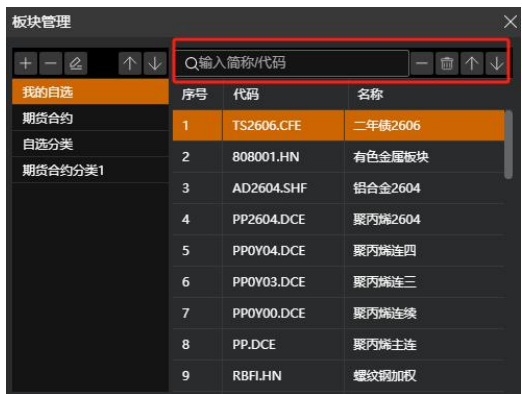 板块管理
输入简称/代码
我的自选
期货合约
自选分类
期货合约分类1
序号 代码 名称
1 TS2606.CFE 二年债2606
2 808001.HN 有色金属板块
3 AD2604.SHF 铝合金2604
4 PP2604.DCE 聚丙烯2604
5 PP0Y04.DCE 聚丙烯连四
6 PP0Y03.DCE 聚丙烯连三
7 PP0Y00.DCE 聚丙烯连续
8 PP.DCE 聚丙烯主连
9 RBFI.HN 螺纹钢加权